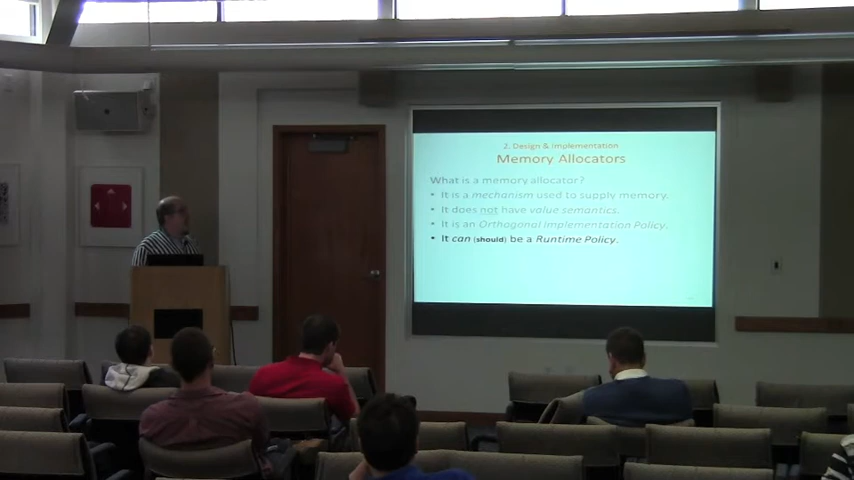 2. Design & Implementation
Memory Allocators
What is a memory allocator?
• It is a mechanism used to supply memory.
• It does not have value semantics.
• It is an Orthogonal Implementation Policy.
• It can (should) be a Runtime Policy.